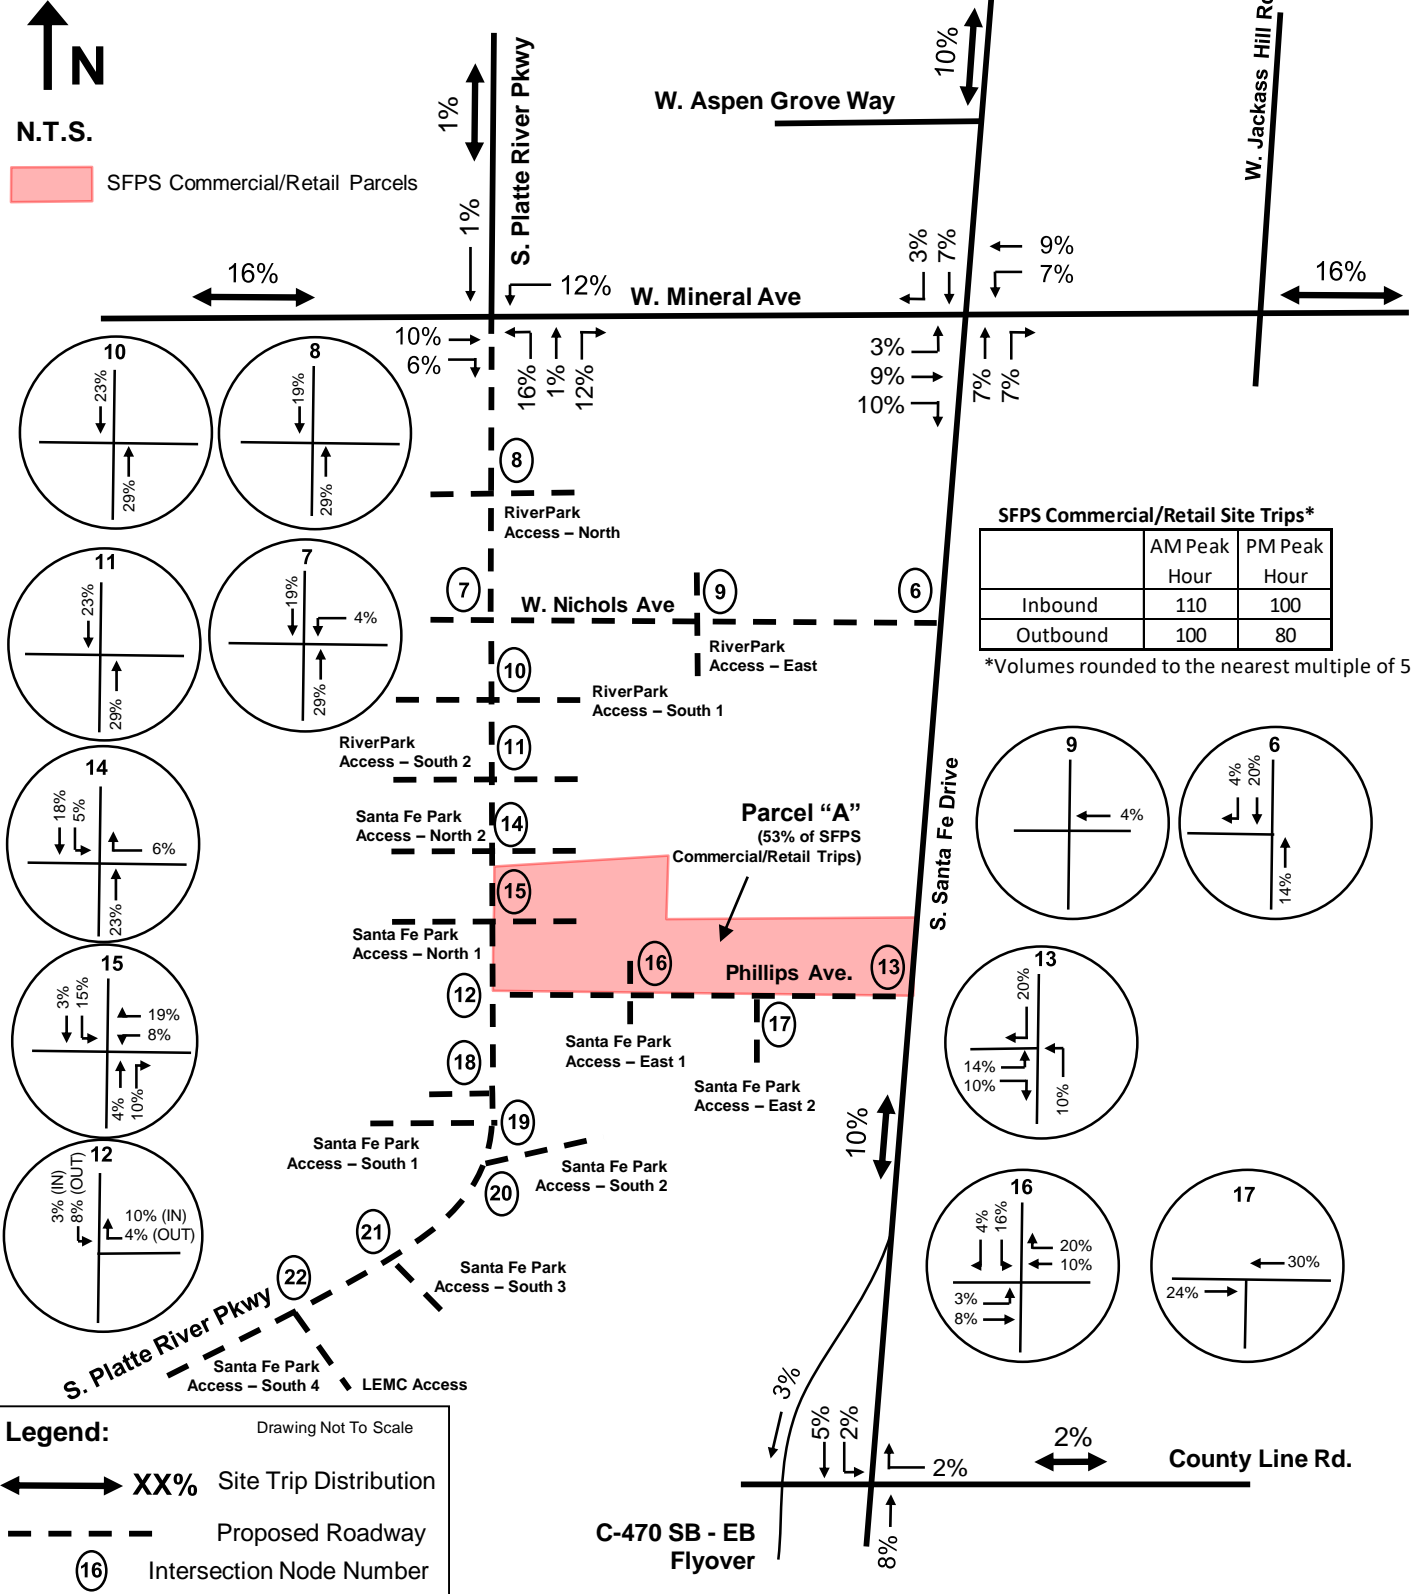 N
N.T.S.
SFPS Commercial/Retail Parcels
1%
S. Platte River Pkwy
1%
W. Aspen Grove Way
10%
W. Jackass Hill Rd
16%
12%
W. Mineral Ave
3%
7%
9%
7%
16%
10%
6%
16%
1%
12%
3%
9%
10%
7%
7%
10
23%
29%
8
19%
29%
8
RiverPark
Access – North
SFPS Commercial/Retail Site Trips*
AM Peak Hour
PM Peak Hour
Inbound 110 100
Outbound 100 80
*Volumes rounded to the nearest multiple of 5
11
23%
29%
7
19%
4%
29%
7
W. Nichols Ave
9
6
RiverPark
Access – East
10
RiverPark
Access – South 1
RiverPark
Access – South 2
11
14
18%
5%
6%
23%
Santa Fe Park
Access – North 2
14
Parcel “A”
(53% of SFPS
Commercial/Retail Trips)
S. Santa Fe Drive
9
4%
6
4%
20%
14%
15
Santa Fe Park
Access – North 1
15
3%
15%
19%
8%
4%
10%
12
16
Phillips Ave.
13
17
Santa Fe Park
Access – East 1
Santa Fe Park
Access – East 2
13
20%
14%
10%
10%
18
19
Santa Fe Park
Access – South 1
Santa Fe Park
Access – South 2
20
10%
12
3% (IN)
8% (OUT)
10% (IN)
4% (OUT)
21
Santa Fe Park
Access – South 3
22
S. Platte River Pkwy
Santa Fe Park
Access – South 4
LEMC Access
16
4%
16%
20%
10%
3%
8%
17
30%
24%
3%
5%
2%
2%
2%
County Line Rd.
8%
C-470 SB - EB
Flyover
Legend:
Drawing Not To Scale
XX% Site Trip Distribution
Proposed Roadway
16 Intersection Node Number